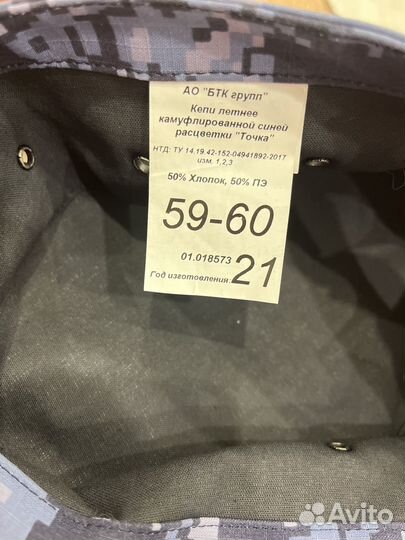 АО "БТК групп"
Кепи летнее
камуфлированной синей
расцветки "Точка"
НТД: ТУ 14.19.42-152-04941892-2017
изм. 1,2,3
50% Хлопок, 50% ПЭ
59-60
01.018573
Год изготовления: 21
Avito